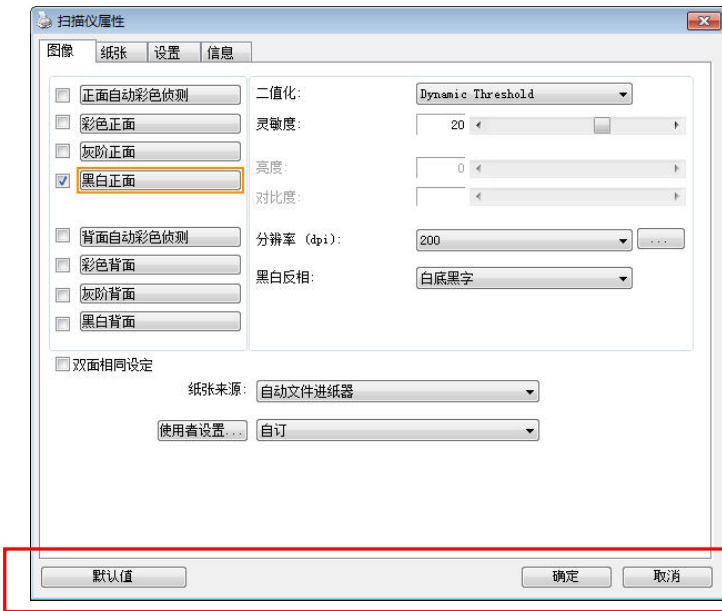 扫描仪属性
图像 纸张 设置 信息
正面自动彩色侦测
彩色正面
灰阶正面
黑白正面
背面自动彩色侦测
彩色背面
灰阶背面
黑白背面
二值化: Dynamic Threshold
灵敏度: 20
亮度: 0
对比度:
分辨率 (dpi): 200 ...
黑白反相: 白底黑字
双面相同设定
纸张来源: 自动文件进纸器
使用者设置... 自订
默认值 确定 取消